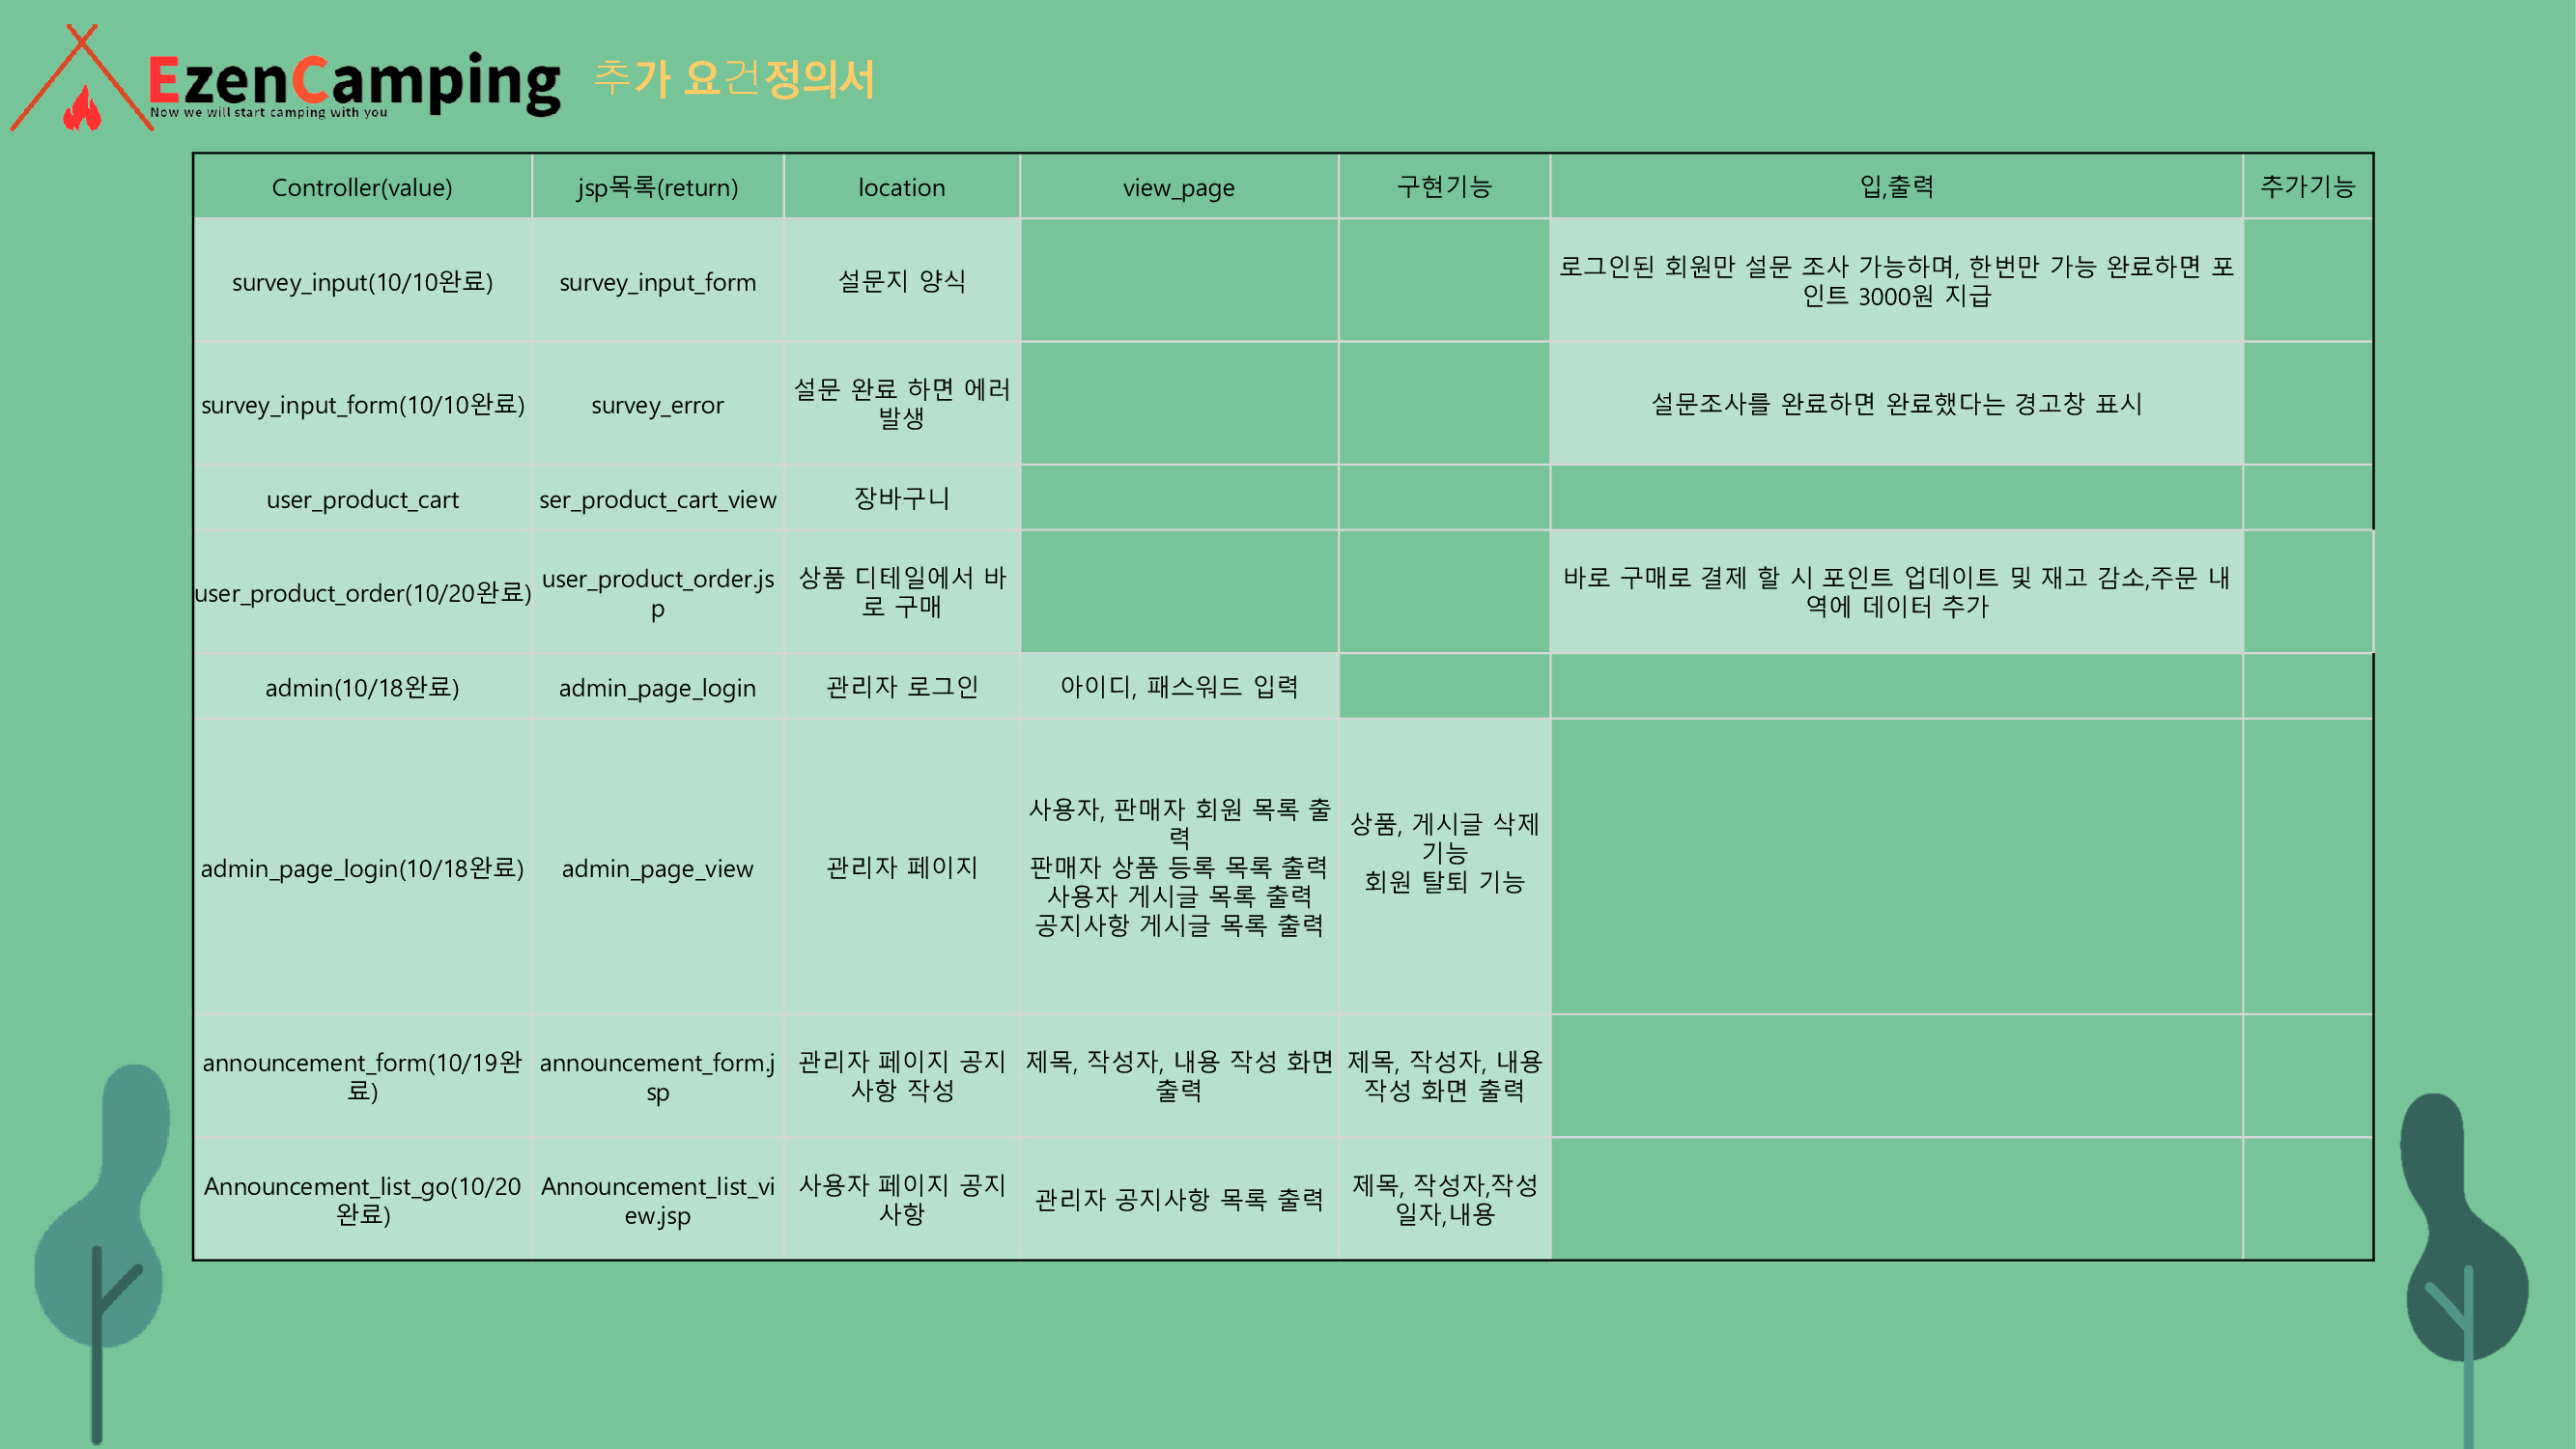 EzenCamping
Now we will start camping with you
추가 요건정의서
Controller(value)
jsp목록(return)
location
view_page
구현기능
입,출력
추가기능
survey_input(10/10완료)
survey_input_form
설문지 양식
로그인된 회원만 설문 조사 가능하며, 한번만 가능 완료하면 포
인트 3000원 지급
survey_input_form(10/10완료)
survey_error
설문 완료 하면 에러
발생
설문조사를 완료하면 완료했다는 경고창 표시
user_product_cart
ser_product_cart_view
장바구니
user_product_order(10/20완료)
user_product_order.js
p
상품 디테일에서 바
로 구매
바로 구매로 결제 할 시 포인트 업데이트 및 재고 감소,주문 내
역에 데이터 추가
admin(10/18완료)
admin_page_login
관리자 로그인
아이디, 패스워드 입력
admin_page_login(10/18완료)
admin_page_view
관리자 페이지
사용자, 판매자 회원 목록 출
력
판매자 상품 등록 목록 출력
사용자 게시글 목록 출력
공지사항 게시글 목록 출력
상품, 게시글 삭제
기능
회원 탈퇴 기능
announcement_form(10/19완
료)
announcement_form.j
sp
관리자 페이지 공지
사항 작성
제목, 작성자, 내용 작성 화면
출력
제목, 작성자, 내용
작성 화면 출력
Announcement_list_go(10/20
완료)
Announcement_list_vi
ew.jsp
사용자 페이지 공지
사항
관리자 공지사항 목록 출력
제목, 작성자,작성
일자,내용